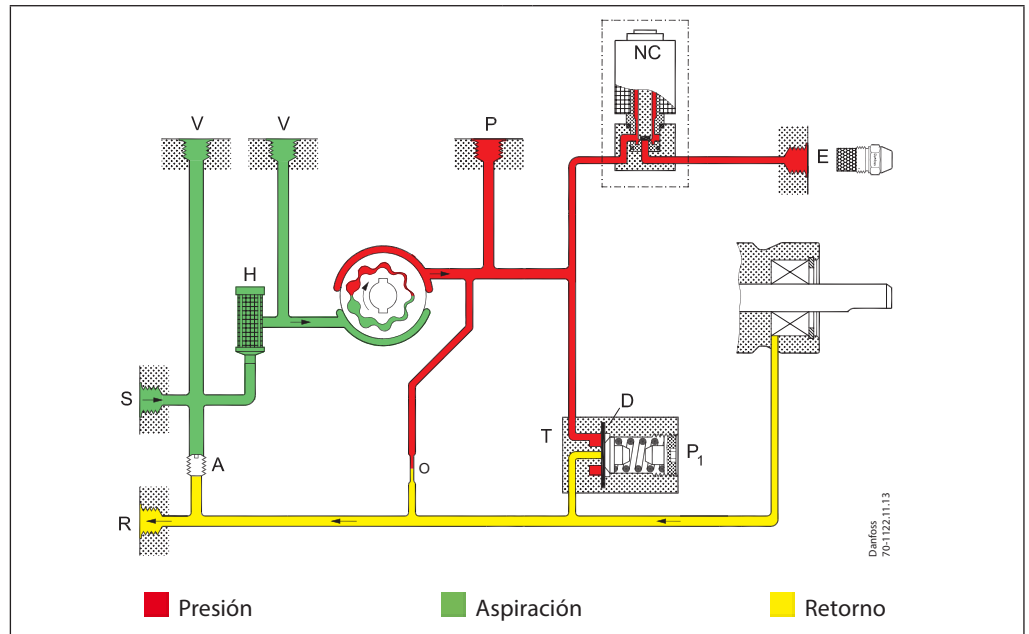 NC
V V P
E
H
S
D
T
P1
A
O
R
Danfoss
70-1122.11.13
Presión Aspiración Retorno